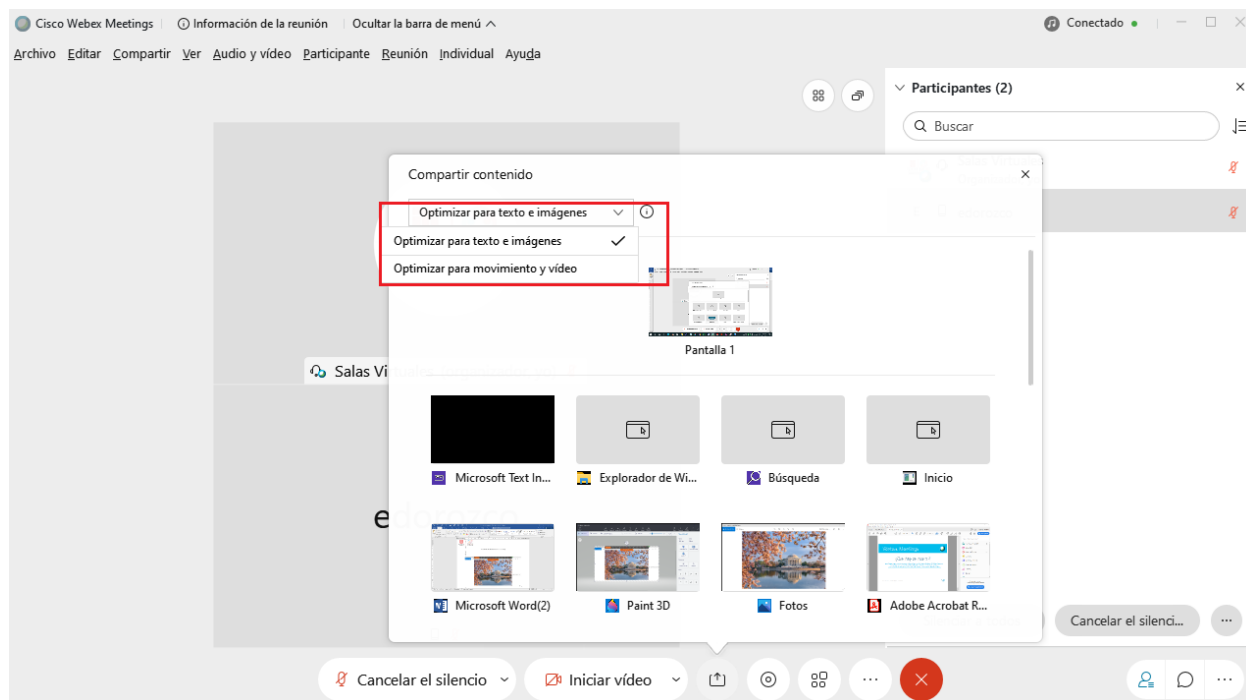 Cisco Webex Meetings
Información de la reunión
Ocultar la barra de menú
Conectado
Archivo Editar Compartir Ver Audio y vídeo Participante Reunión Individual Ayuda
Participantes (2)
Buscar
Compartir contenido
Optimizar para texto e imágenes
Optimizar para texto e imágenes
Optimizar para movimiento y vídeo
Pantalla 1
Salas Vi
Microsoft Text In...
Explorador de Wi...
Búsqueda
Inicio
edorozco
Microsoft Word(2)
Paint 3D
Fotos
Adobe Acrobat R...
Cancelar el silenci...
Cancelar el silencio
Iniciar vídeo